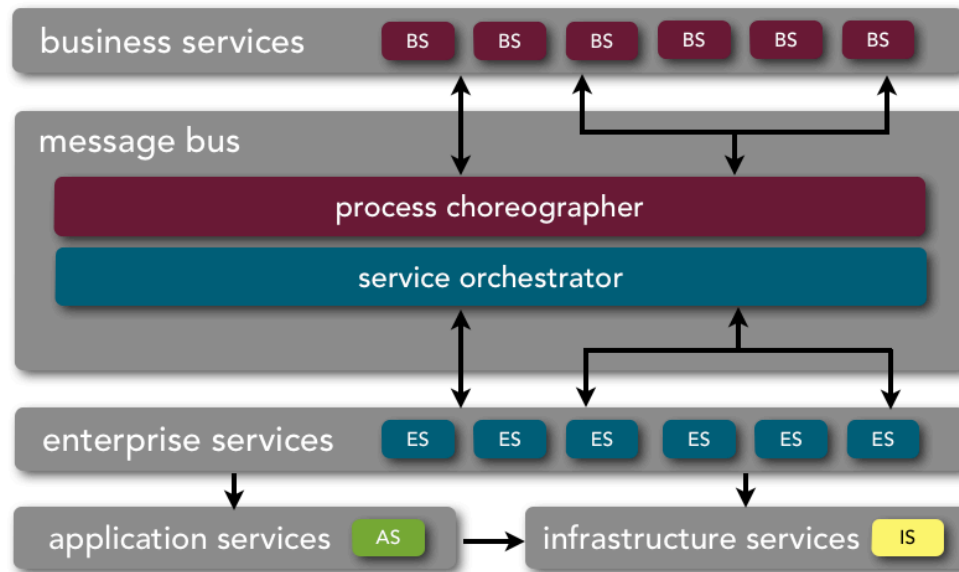 business services BS BS BS BS BS BS
message bus
process choreographer
service orchestrator
enterprise services ES ES ES ES ES ES
application services AS infrastructure services IS